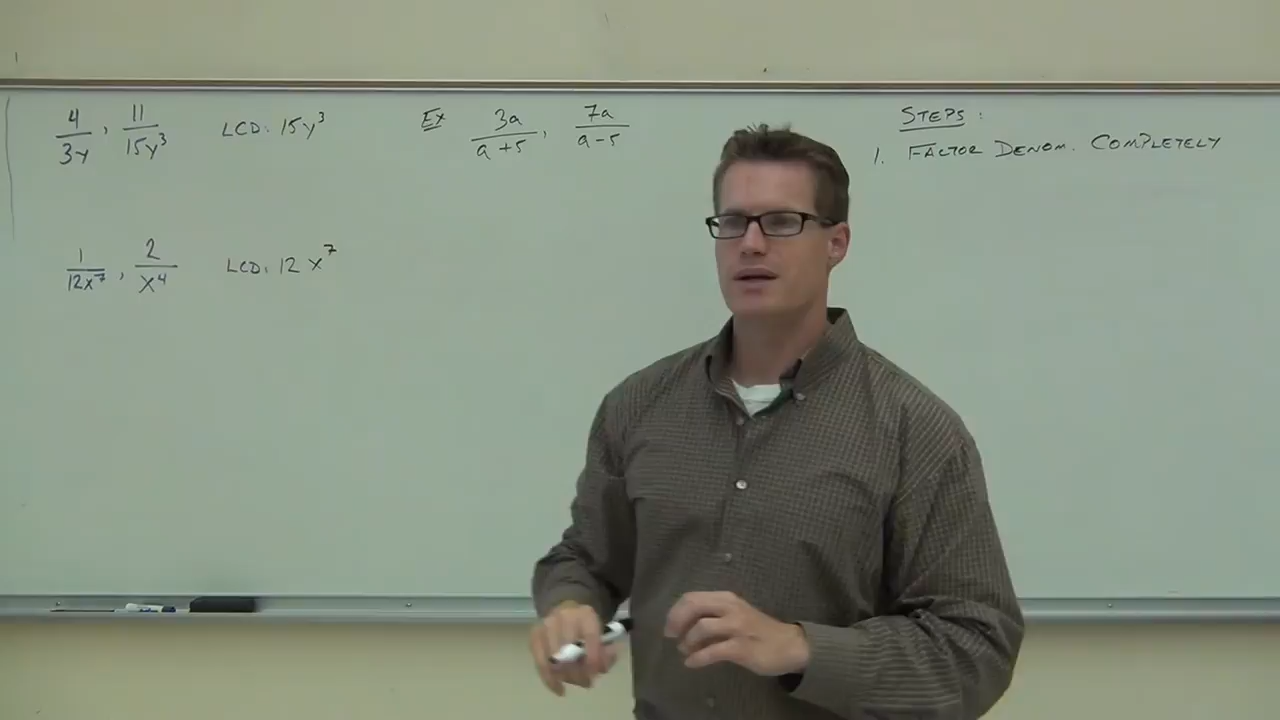 4/3y, 11/15y³ LCD: 15y³
1/12x⁷, 2/x⁴ LCD: 12x⁷
Ex 3a/a+5, 7a/a-5
STEPS:
1. FACTOR DENOM. COMPLETELY